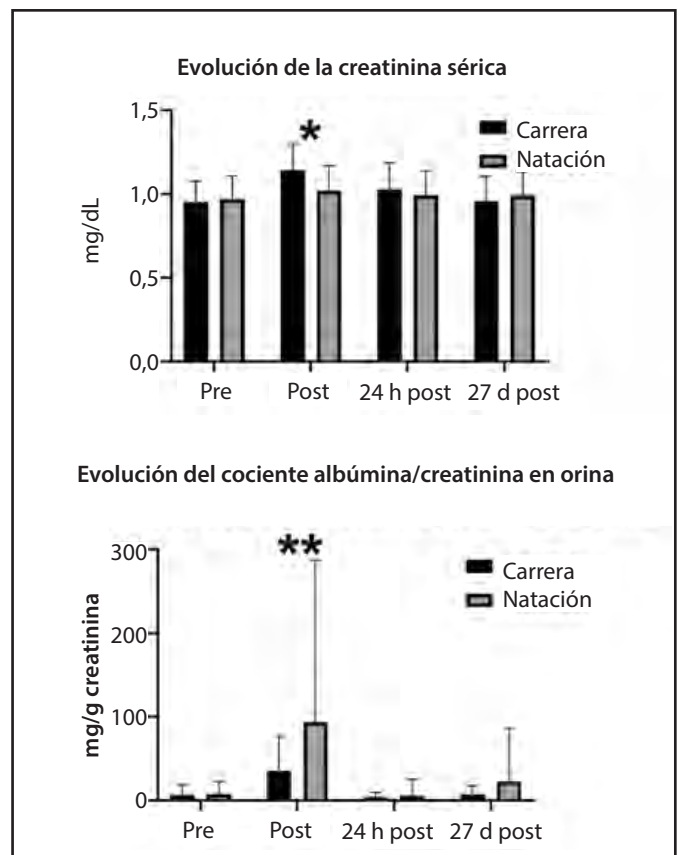 Evolución de la creatinina sérica
1,5
1,0
0,5
0,0
mg/dL
*
Carrera
Natación
Pre Post 24 h post 27 d post
Evolución del cociente albúmina/creatinina en orina
300
200
100
0
mg/g creatinina
**
Carrera
Natación
Pre Post 24 h post 27 d post